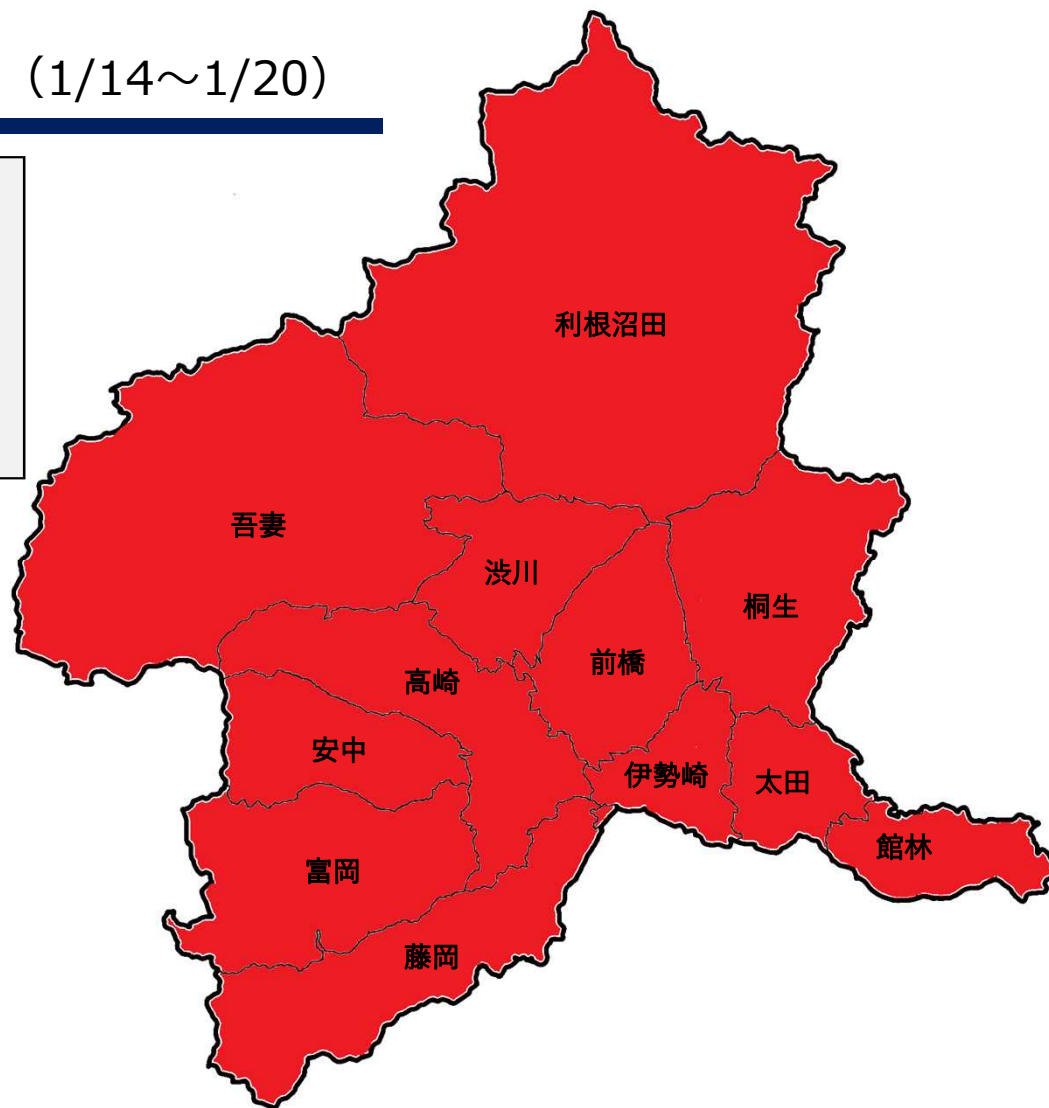 （1/14～1/20）
利根沼田
吾妻
渋川
桐生
前橋
高崎
安中
伊勢崎
太田
館林
富岡
藤岡